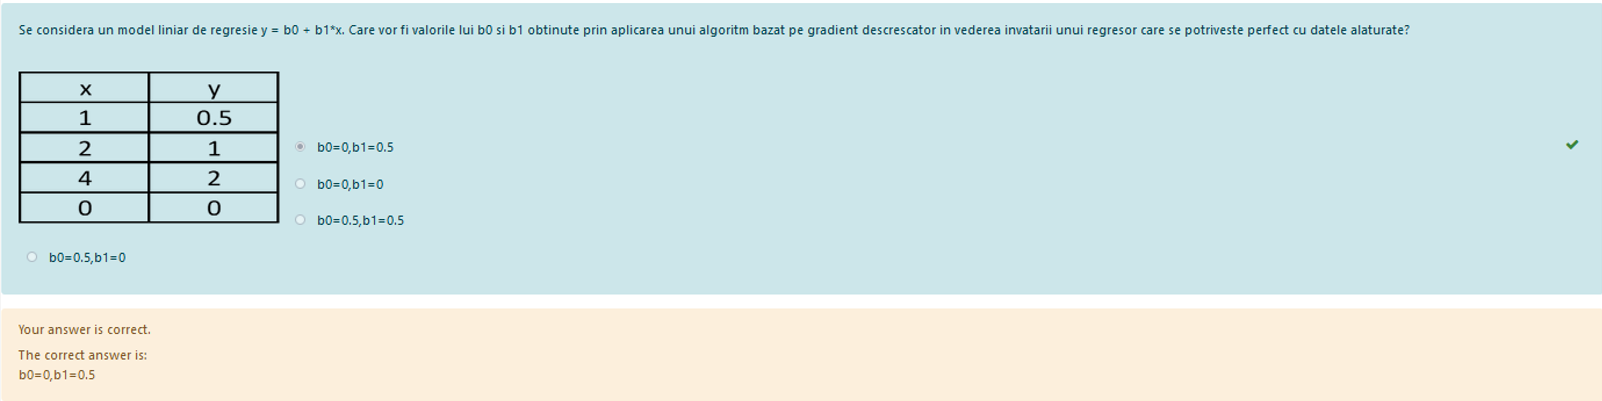 Se considera un model liniar de regresie y = b0 + b1*x. Care vor fi valorile lui b0 si b1 obtinute prin aplicarea unui algoritm bazat pe gradient descrescator in vederea invatarii unui regresor care se potriveste perfect cu datele alaturate?
x y
1 0.5
2 1
4 2
0 0
b0=0,b1=0.5
b0=0,b1=0
b0=0.5,b1=0.5
b0=0.5,b1=0
Your answer is correct.
The correct answer is:
b0=0,b1=0.5